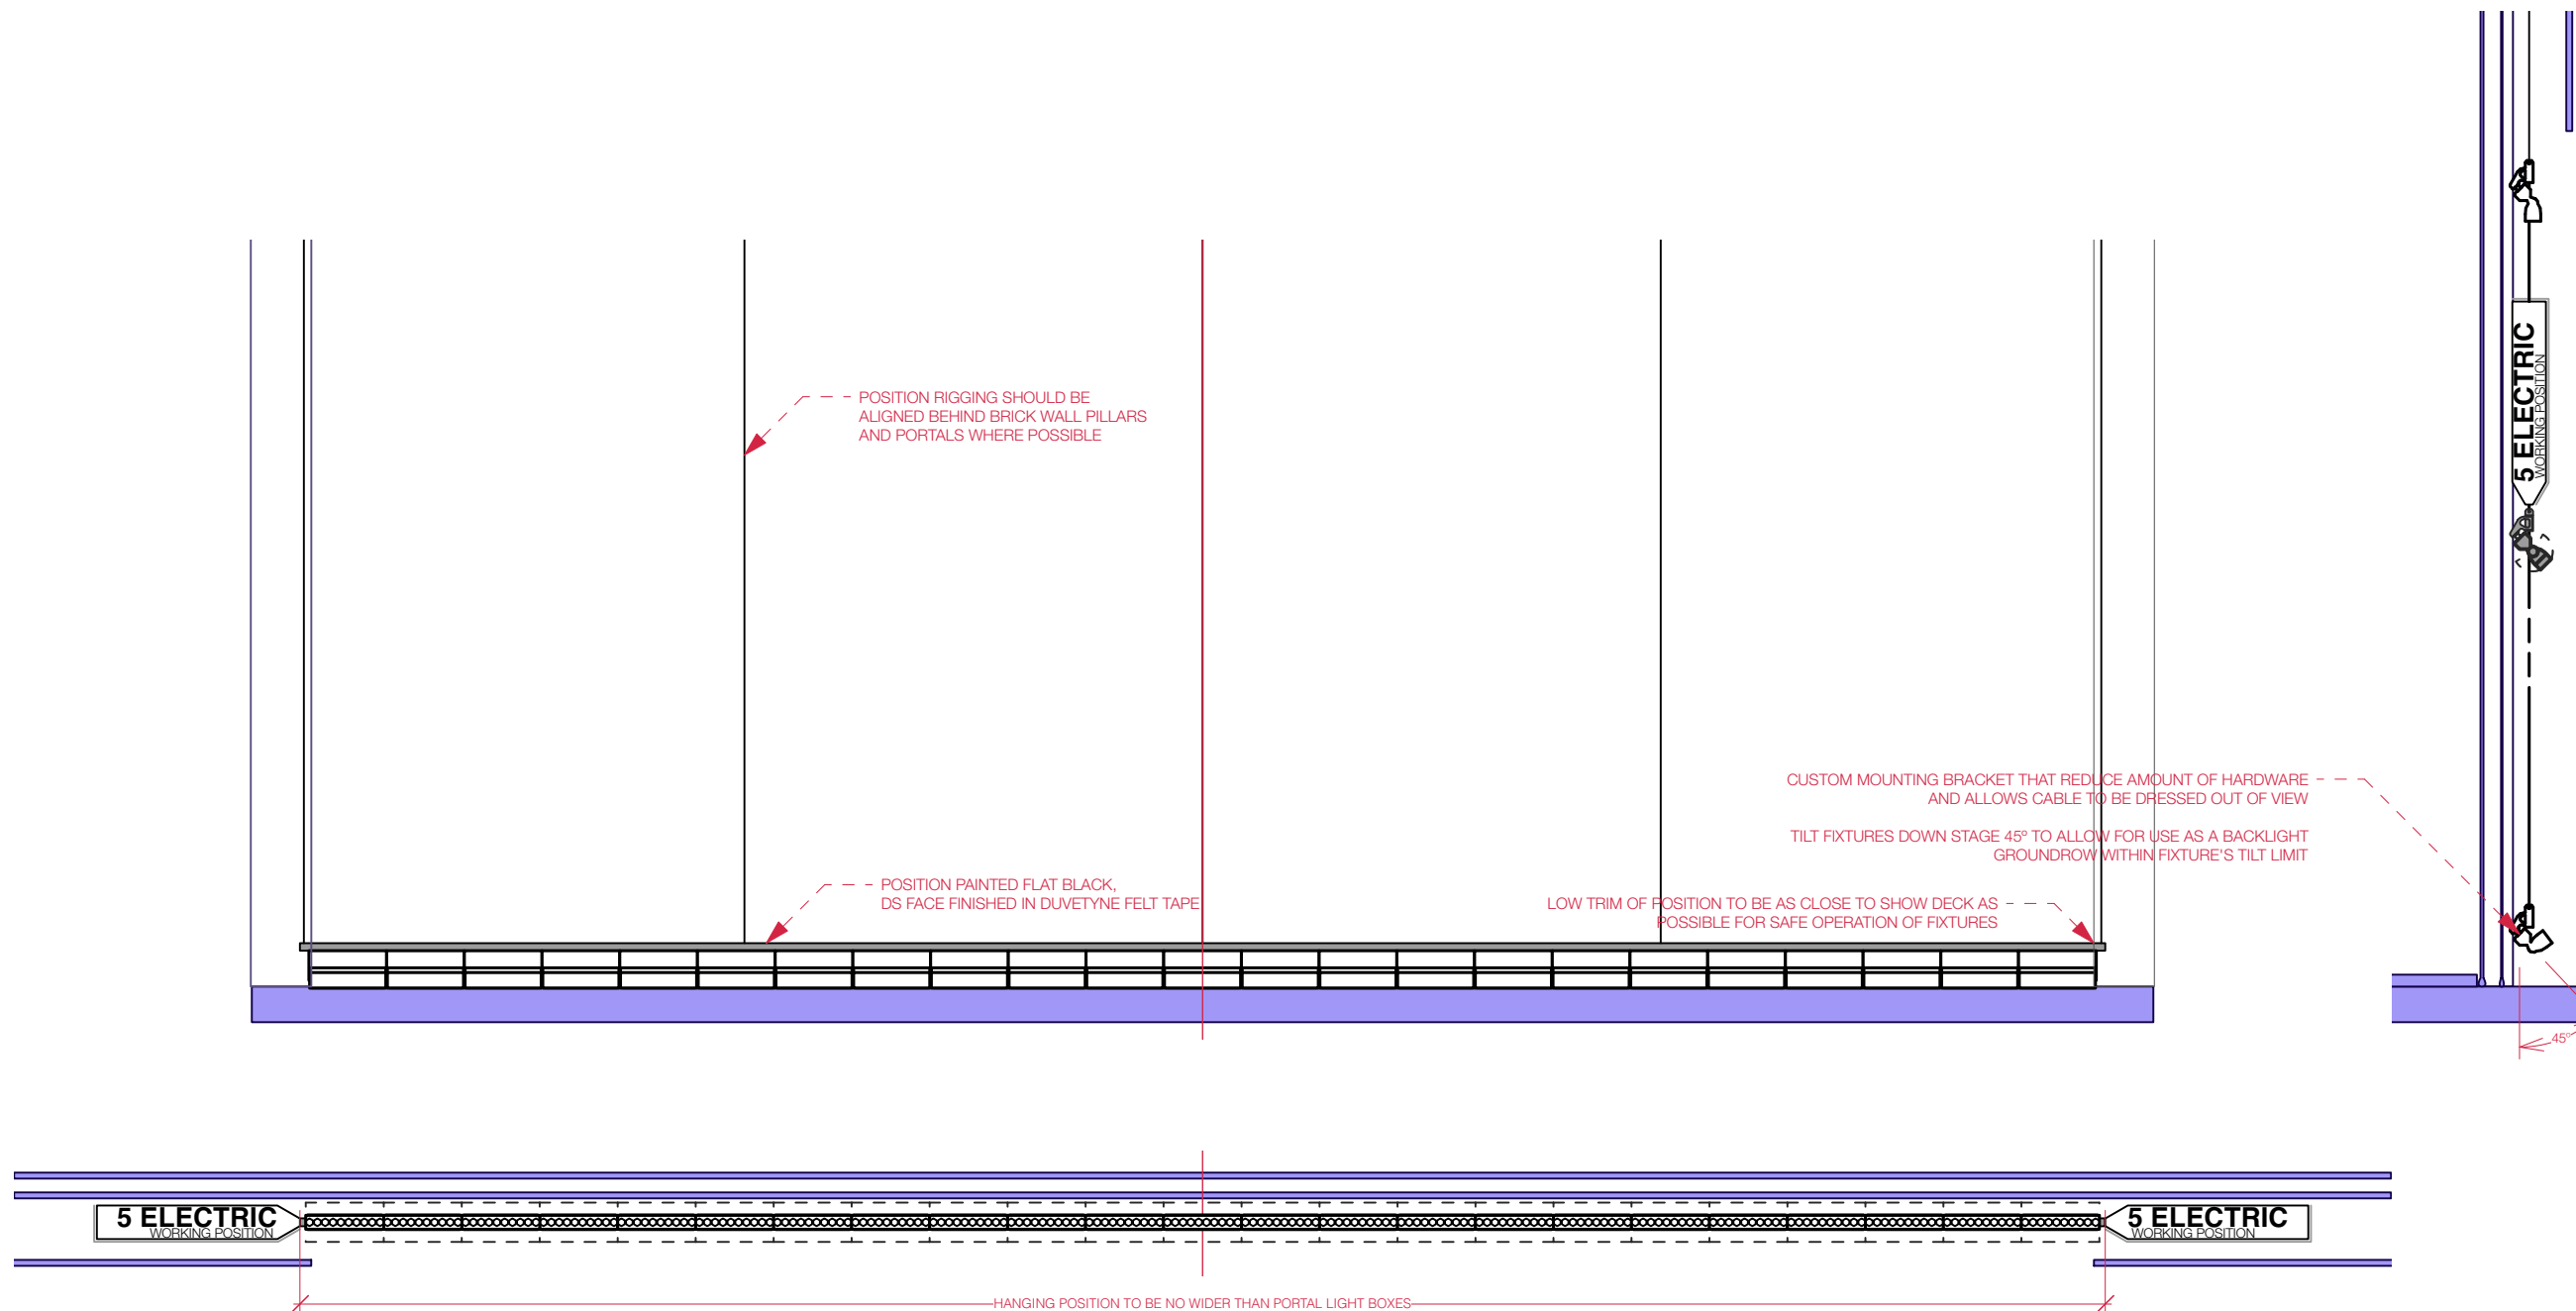 POSITION RIGGING SHOULD BE
ALIGNED BEHIND BRICK WALL PILLARS
AND PORTALS WHERE POSSIBLE
5 ELECTRIC
WORKING POSITION
CUSTOM MOUNTING BRACKET THAT REDUCE AMOUNT OF HARDWARE
AND ALLOWS CABLE TO BE DRESSED OUT OF VIEW
TILT FIXTURES DOWN STAGE 45º TO ALLOW FOR USE AS A BACKLIGHT
GROUNDROW WITHIN FIXTURE'S TILT LIMIT
POSITION PAINTED FLAT BLACK,
DS FACE FINISHED IN DUVETYNE FELT TAPE
LOW TRIM OF POSITION TO BE AS CLOSE TO SHOW DECK AS
POSSIBLE FOR SAFE OPERATION OF FIXTURES
45º
5 ELECTRIC
WORKING POSITION
5 ELECTRIC
WORKING POSITION
HANGING POSITION TO BE NO WIDER THAN PORTAL LIGHT BOXES